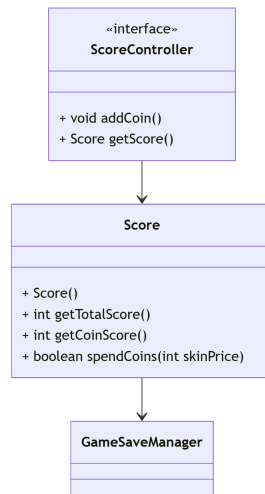 «interface»
ScoreController
+ void addCoin()
+ Score getScore()
Score
+ Score()
+ int getTotalScore()
+ int getCoinScore()
+ boolean spendCoins(int skinPrice)
GameSaveManager